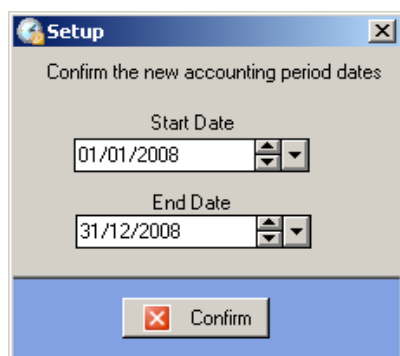 Setup
Confirm the new accounting period dates
Start Date
01/01/2008
End Date
31/12/2008
Confirm